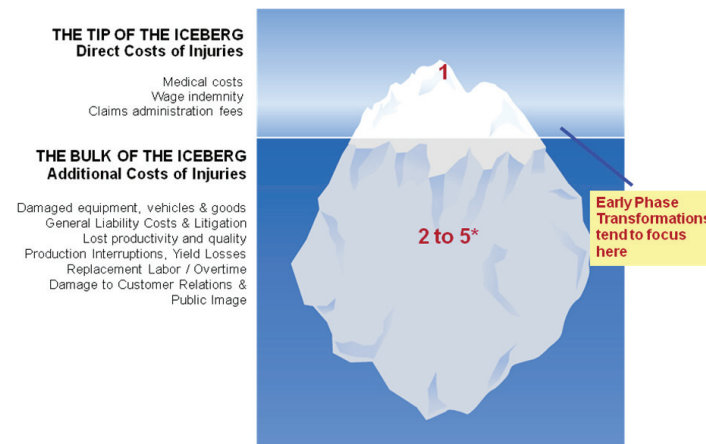 THE TIP OF THE ICEBERG
Direct Costs of Injuries
Medical costs
Wage indemnity
Claims administration fees
1
THE BULK OF THE ICEBERG
Additional Costs of Injuries
Damaged equipment, vehicles & goods
General Liability Costs & Litigation
Lost productivity and quality
Production Interruptions, Yield Losses
Replacement Labor / Overtime
Damage to Customer Relations &
Public Image
2 to 5*
Early Phase
Transformations
tend to focus
here